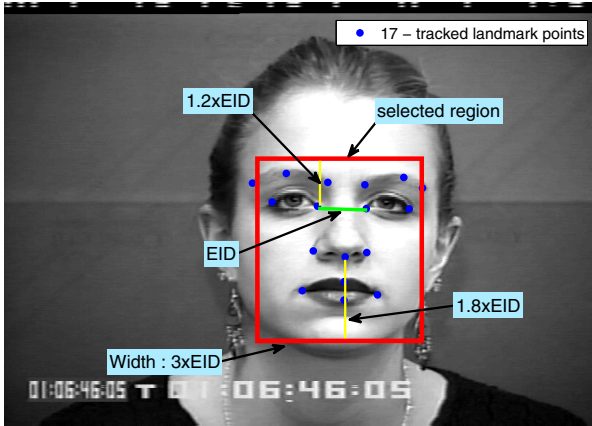 17 – tracked landmark points
1.2xEID
selected region
EID
1.8xEID
Width : 3xEID
01:06:46:05 T 01:06:46:05